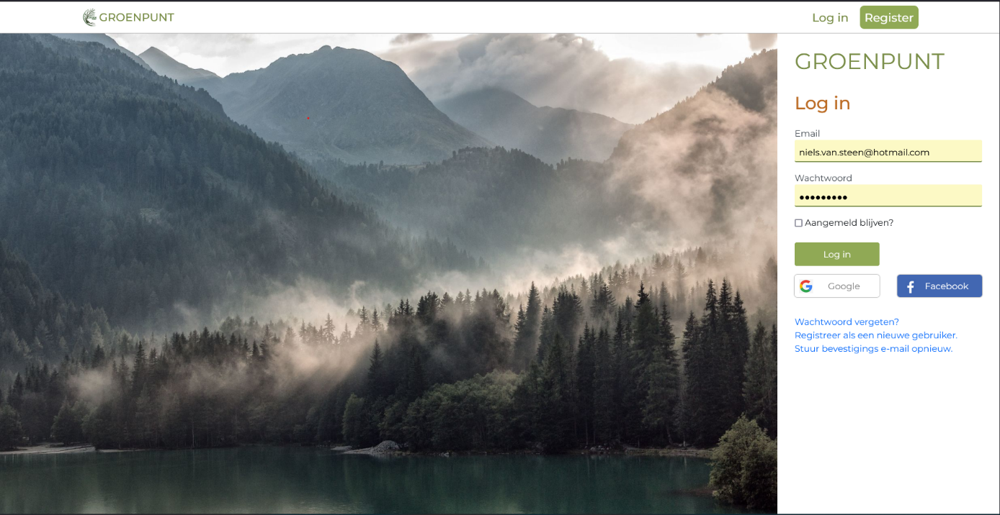 GROENPUNT
Log in
Register
GROENPUNT
Log in
Email
niels.van.steen@hotmail.com
Wachtwoord
•••••••••
Aangemeld blijven?
Log in
Google
Facebook
Wachtwoord vergeten?
Registreer als een nieuwe gebruiker.
Stuur bevestigings e-mail opnieuw.